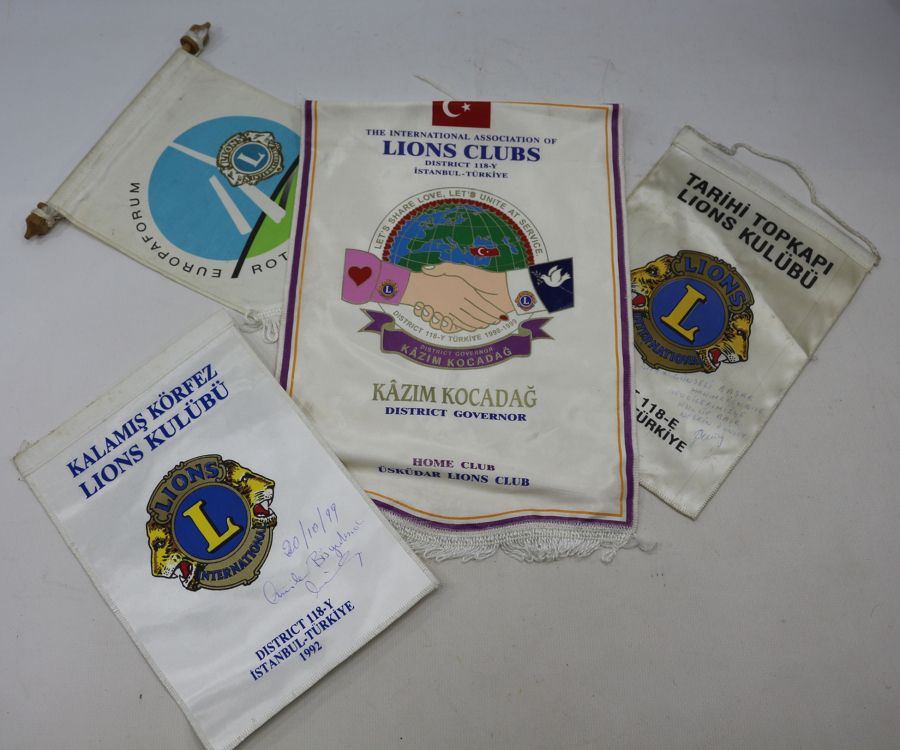 EUROPAFORUM
ROT
L
THE INTERNATIONAL ASSOCIATION OF
LIONS CLUBS
DISTRICT 118-Y
İSTANBUL-TÜRKİYE
LET'S SHARE LOVE, LET'S UNITE AT SERVICE
L
DISTRICT 118-Y TÜRKİYE 1998-1999
DISTRICT GOVERNOR
KÂZIM KOCADAĞ
KÂZIM KOCADAĞ
DISTRICT GOVERNOR
HOME CLUB
ÜSKÜDAR LIONS CLUB
TARİHİ TOPKAPI
LIONS KULÜBÜ
LIONS
L
INTERNATIONAL
T 118-E
TÜRKİYE
KALAMIŞ KÖRFEZ
LIONS KULÜBÜ
LIONS
L
INTERNATIONAL
20/10/99
DISTRICT 118-Y
İSTANBUL-TÜRKİYE
1992